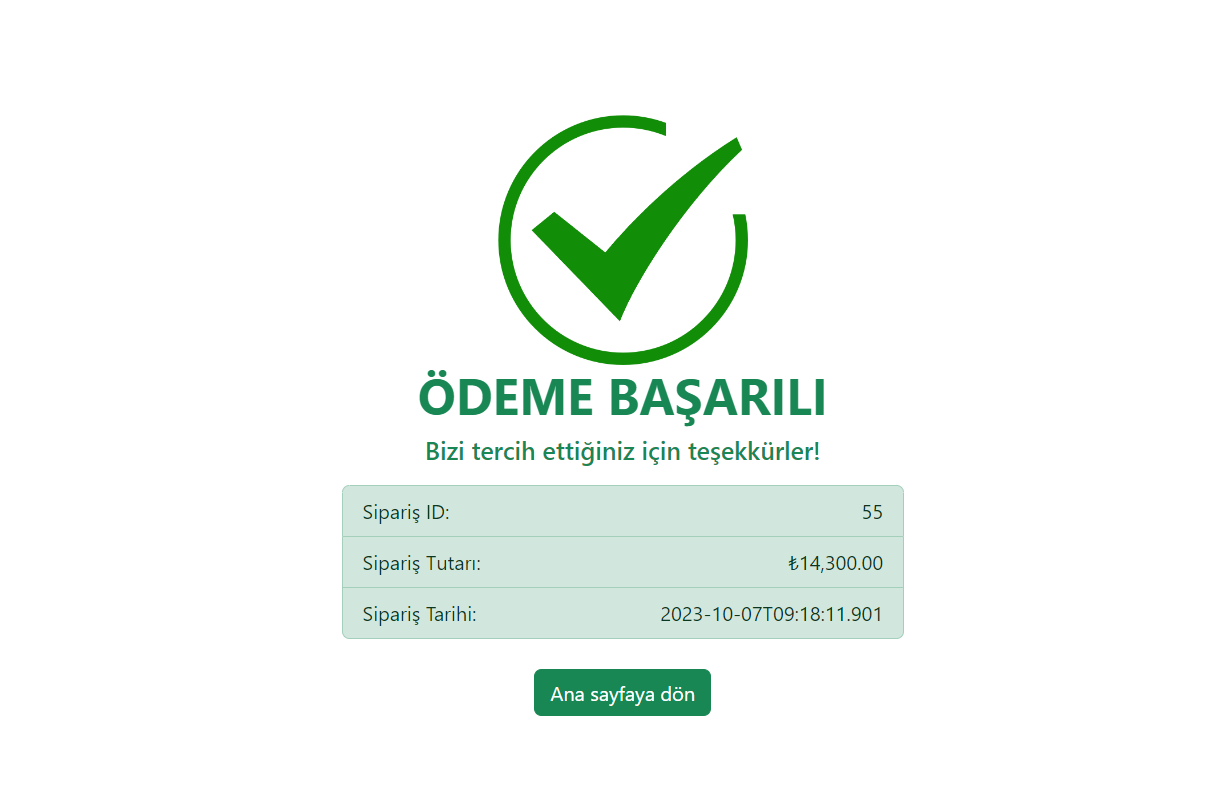 ÖDEME BAŞARILI
Bizi tercih ettiğiniz için teşekkürler!
Sipariş ID: 55
Sipariş Tutarı: ₺14,300.00
Sipariş Tarihi: 2023-10-07T09:18:11.901
Ana sayfaya dön